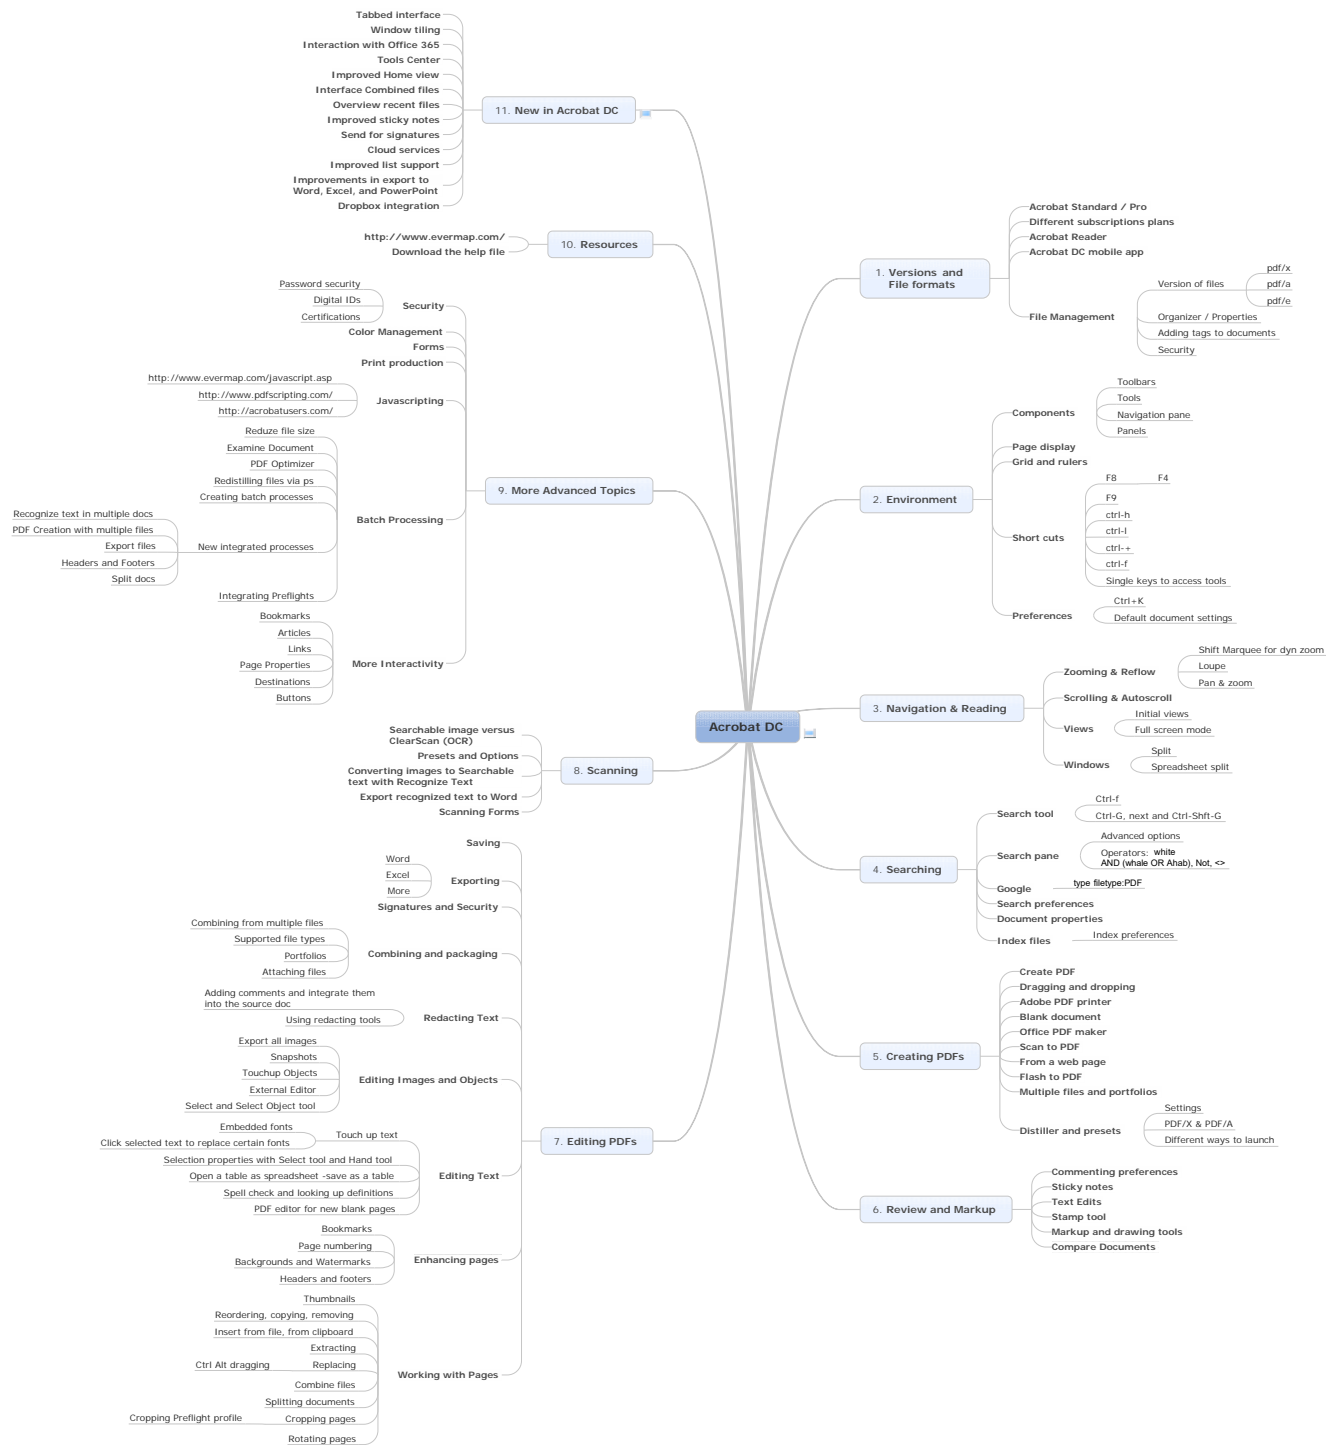 Acrobat DC
1. Versions and
File formats
Acrobat Standard / Pro
Different subscriptions plans
Acrobat Reader
Acrobat DC mobile app
File Management
Version of files
pdf/x
pdf/a
pdf/e
Organizer / Properties
Adding tags to documents
Security
2. Environment
Components
Toolbars
Tools
Navigation pane
Panels
Page display
Grid and rulers
Short cuts
F8
F4
F9
ctrl-h
ctrl-l
ctrl-+
ctrl-f
Single keys to access tools
Preferences
Ctrl+K
Default document settings
3. Navigation & Reading
Zooming & Reflow
Shift Marquee for dyn zoom
Loupe
Pan & zoom
Scrolling & Autoscroll
Views
Initial views
Full screen mode
Windows
Split
Spreadsheet split
4. Searching
Search tool
Ctrl-f
Ctrl-G, next and Ctrl-Shft-G
Search pane
Advanced options
Operators: white
AND (whale OR Ahab), Not, <>
Google
type filetype:PDF
Search preferences
Document properties
Index files
Index preferences
5. Creating PDFs
Create PDF
Dragging and dropping
Adobe PDF printer
Blank document
Office PDF maker
Scan to PDF
From a web page
Flash to PDF
Multiple files and portfolios
Distiller and presets
Settings
PDF/X & PDF/A
Different ways to launch
6. Review and Markup
Commenting preferences
Sticky notes
Text Edits
Stamp tool
Markup and drawing tools
Compare Documents
7. Editing PDFs
Saving
Exporting
Word
Excel
More
Signatures and Security
Combining and packaging
Combining from multiple files
Supported file types
Portfolios
Attaching files
Redacting Text
Adding comments and integrate them
into the source doc
Using redacting tools
Editing Images and Objects
Export all images
Snapshots
Touchup Objects
External Editor
Select and Select Object tool
Editing Text
Touch up text
Embedded fonts
Click selected text to replace certain fonts
Selection properties with Select tool and Hand tool
Open a table as spreadsheet -save as a table
Spell check and looking up definitions
PDF editor for new blank pages
Enhancing pages
Bookmarks
Page numbering
Backgrounds and Watermarks
Headers and footers
Working with Pages
Thumbnails
Reordering, copying, removing
Insert from file, from clipboard
Extracting
Replacing
Ctrl Alt dragging
Combine files
Splitting documents
Cropping pages
Cropping Preflight profile
Rotating pages
8. Scanning
Searchable image versus
ClearScan (OCR)
Presets and Options
Converting images to Searchable
text with Recognize Text
Export recognized text to Word
Scanning Forms
9. More Advanced Topics
Security
Password security
Digital IDs
Certifications
Color Management
Forms
Print production
Javascripting
http://www.evermap.com/javascript.asp
http://www.pdfscripting.com/
http://acrobatusers.com/
Batch Processing
Reduze file size
Examine Document
PDF Optimizer
Redistilling files via ps
Creating batch processes
New integrated processes
Recognize text in multiple docs
PDF Creation with multiple files
Export files
Headers and Footers
Split docs
Integrating Preflights
More Interactivity
Bookmarks
Articles
Links
Page Properties
Destinations
Buttons
10. Resources
http://www.evermap.com/
Download the help file
11. New in Acrobat DC
Tabbed interface
Window tiling
Interaction with Office 365
Tools Center
Improved Home view
Interface Combined files
Overview recent files
Improved sticky notes
Send for signatures
Cloud services
Improved list support
Improvements in export to
Word, Excel, and PowerPoint
Dropbox integration